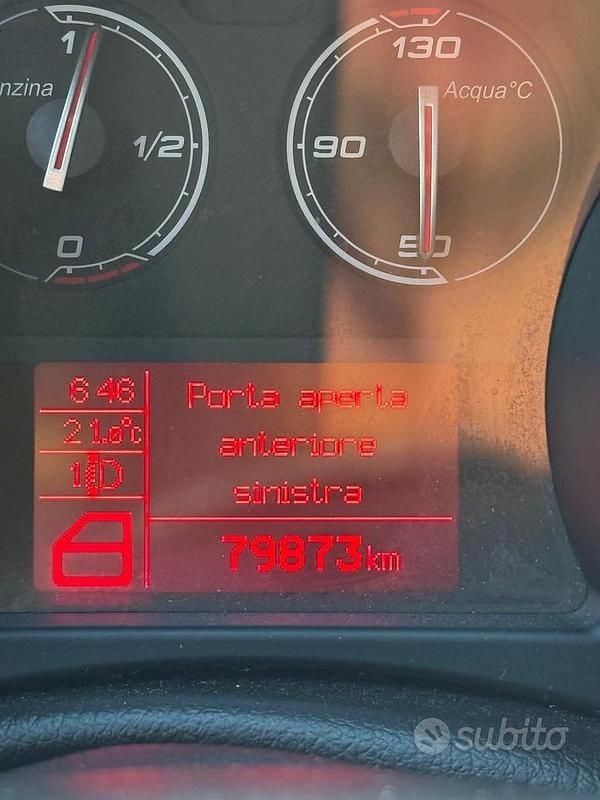 1
130
nzina
Acqua°C
1/2
90
0
50
6:46
21.0°C
1
Porta aperta
anteriore
sinistra
79873km
subito